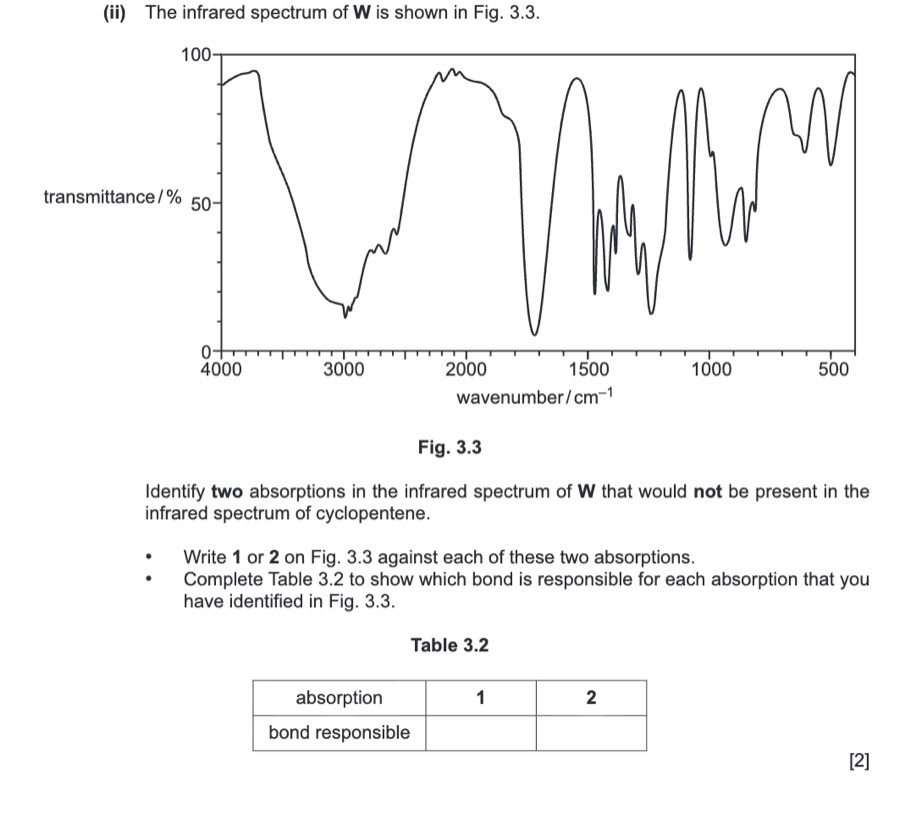 (ii) The infrared spectrum of W is shown in Fig. 3.3.
100
transmittance / % 50
0
4000 3000 2000 1500 1000 500
wavenumber / cm⁻¹
Fig. 3.3
Identify two absorptions in the infrared spectrum of W that would not be present in the
infrared spectrum of cyclopentene.
• Write 1 or 2 on Fig. 3.3 against each of these two absorptions.
• Complete Table 3.2 to show which bond is responsible for each absorption that you
have identified in Fig. 3.3.
Table 3.2
absorption 1 2
bond responsible
[2]